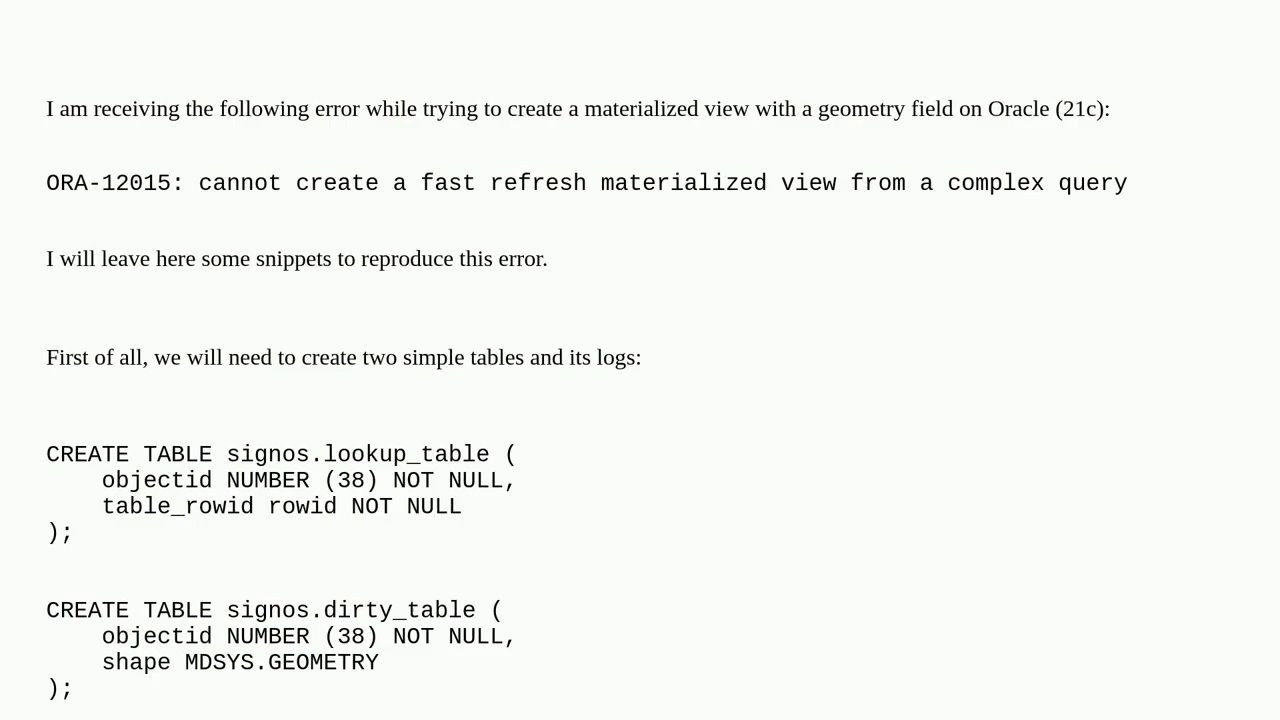 I am receiving the following error while trying to create a materialized view with a geometry field on Oracle (21c):
ORA-12015: cannot create a fast refresh materialized view from a complex query
I will leave here some snippets to reproduce this error.
First of all, we will need to create two simple tables and its logs:
CREATE TABLE signos.lookup_table (
    objectid NUMBER (38) NOT NULL,
    table_rowid rowid NOT NULL
);
CREATE TABLE signos.dirty_table (
    objectid NUMBER (38) NOT NULL,
    shape MDSYS.GEOMETRY
);